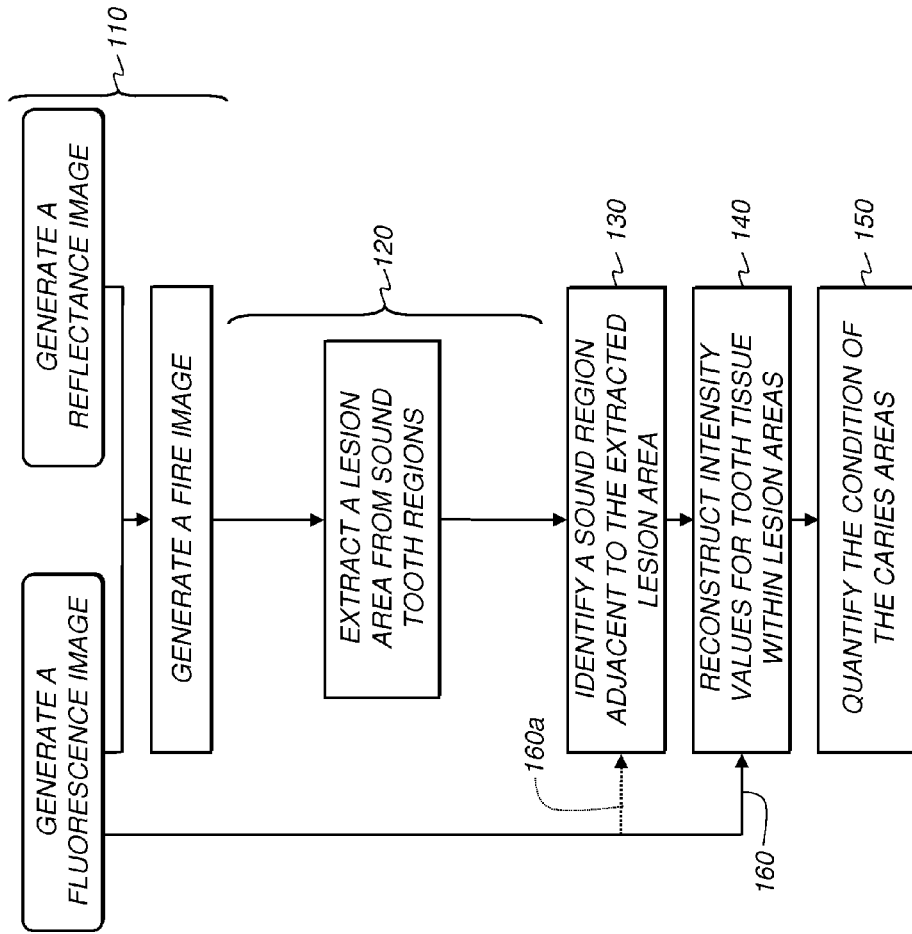 GENERATE A
FLUORESCENCE IMAGE
GENERATE A
REFLECTANCE IMAGE
110
GENERATE A FIRE IMAGE
EXTRACT A LESION
AREA FROM SOUND
TOOTH REGIONS
120
160a
IDENTIFY A SOUND REGION
ADJACENT TO THE EXTRACTED
LESION AREA
130
160
RECONSTRUCT INTENSITY
VALUES FOR TOOTH TISSUE
WITHIN LESION AREAS
140
QUANTIFY THE CONDITION OF
THE CARIES AREAS
150